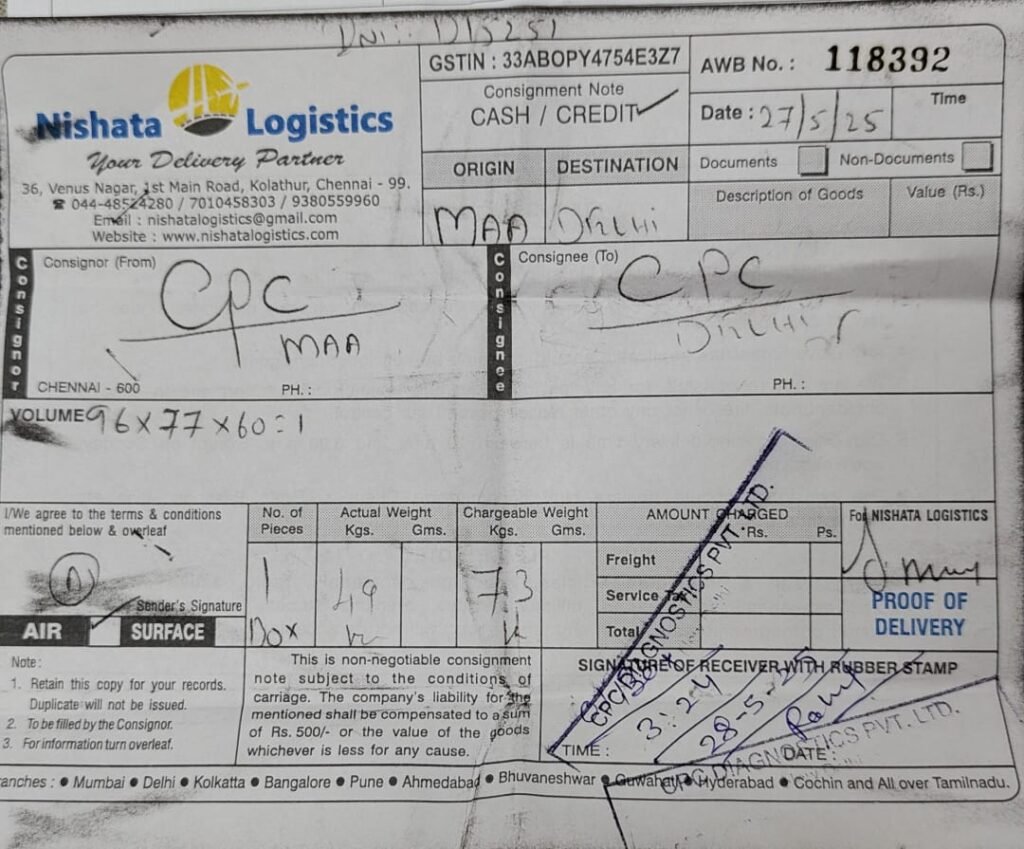 DNI :- D15251
Nishata Logistics
Your Delivery Partner
36, Venus Nagar, 1st Main Road, Kolathur, Chennai - 99.
☎ 044-48524280 / 7010458303 / 9380559960
Email : nishatalogistics@gmail.com
Website : www.nishatalogistics.com
GSTIN : 33ABOPY4754E3Z7
Consignment Note
CASH / CREDIT ✓
AWB No. : 118392
Date : 27/5/25
Time
ORIGIN DESTINATION
MAA
Documents Non-Documents
Description of Goods Value (Rs.)
Consignor
Consignor (From)
CPC
MAA
CHENNAI - 600 PH. :
Consignee
Consignee (To)
CPC
PH. :
VOLUME 96x77x60=1
I/We agree to the terms & conditions
mentioned below & overleaf
Sender's Signature
AIR ✓ SURFACE
No. of Pieces
1
Box
Actual Weight
Kgs. Gms.
49
Chargeable Weight
Kgs. Gms.
73
AMOUNT CHARGED
Rs. Ps.
Freight
Service Tax
Total
For NISHATA LOGISTICS
PROOF OF
DELIVERY
Note :
1. Retain this copy for your records.
Duplicate will not be issued.
2. To be filled by the Consignor.
3. For information turn overleaf.
This is non-negotiable consignment
note subject to the conditions of
carriage. The company's liability for the
mentioned shall be compensated to a sum
of Rs. 500/- or the value of the goods
whichever is less for any cause.
SIGNATURE OF RECEIVER WITH RUBBER STAMP
CPC DIAGNOSTICS PVT. LTD.
3:24
28-5-25
TIME : DATE :
CPC DIAGNOSTICS PVT. LTD.
anches : ● Mumbai ● Delhi ● Kolkatta ● Bangalore ● Pune ● Ahmedabad ● Bhuvaneshwar ● Guwahati ● Hyderabad ● Cochin and All over Tamilnadu.